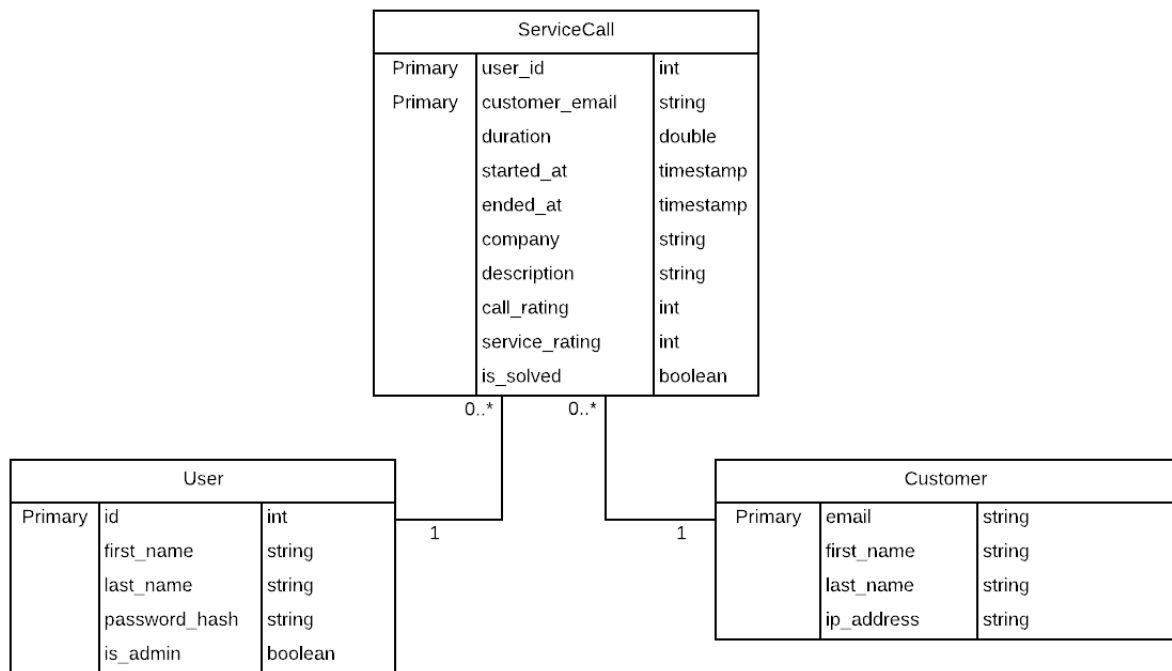 ServiceCall
Primary user_id int
Primary customer_email string
duration double
started_at timestamp
ended_at timestamp
company string
description string
call_rating int
service_rating int
is_solved boolean
0..* 0..*
User
Primary id int
first_name string
last_name string
password_hash string
is_admin boolean
1
1
Customer
Primary email string
first_name string
last_name string
ip_address string